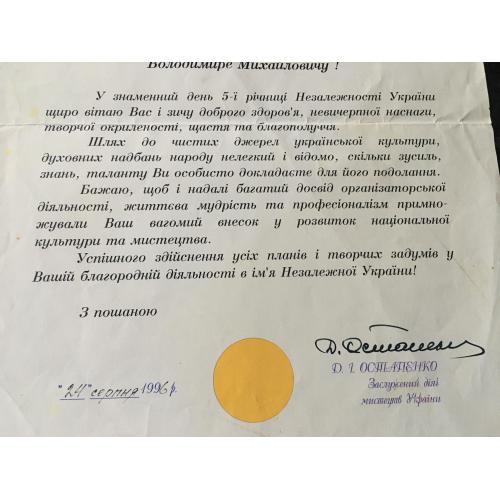 Володимире Михайловичу !
У знаменний день 5-ї річниці Незалежності України
щиро вітаю Вас і зичу доброго здоров'я, невичертної наснаги,
творчої окриленості, щастя та благополуччя.
Шлях до чистих джерел української культури,
духовних надбань народу нелегкий і відомо, скільки зусиль,
знань, таланту Ви особисто докладаєте для його подолання.
Бажаю, щоб і надалі багатий досвід організаторської
діяльності, життєва мудрість та професіоналізм примно-
жували Ваш вагомий внесок у розвиток національної
культури та мистецтва.
Успішного здійснення усіх планів і творчих задумів у
Вашій благородній діяльності в ім'я Незалежної України!
З пошаною
Д. Остапенко
Д. І. ОСТАПЕНКО
Заслужений діяч
мистецтв України
"24" серпня 1996 р.